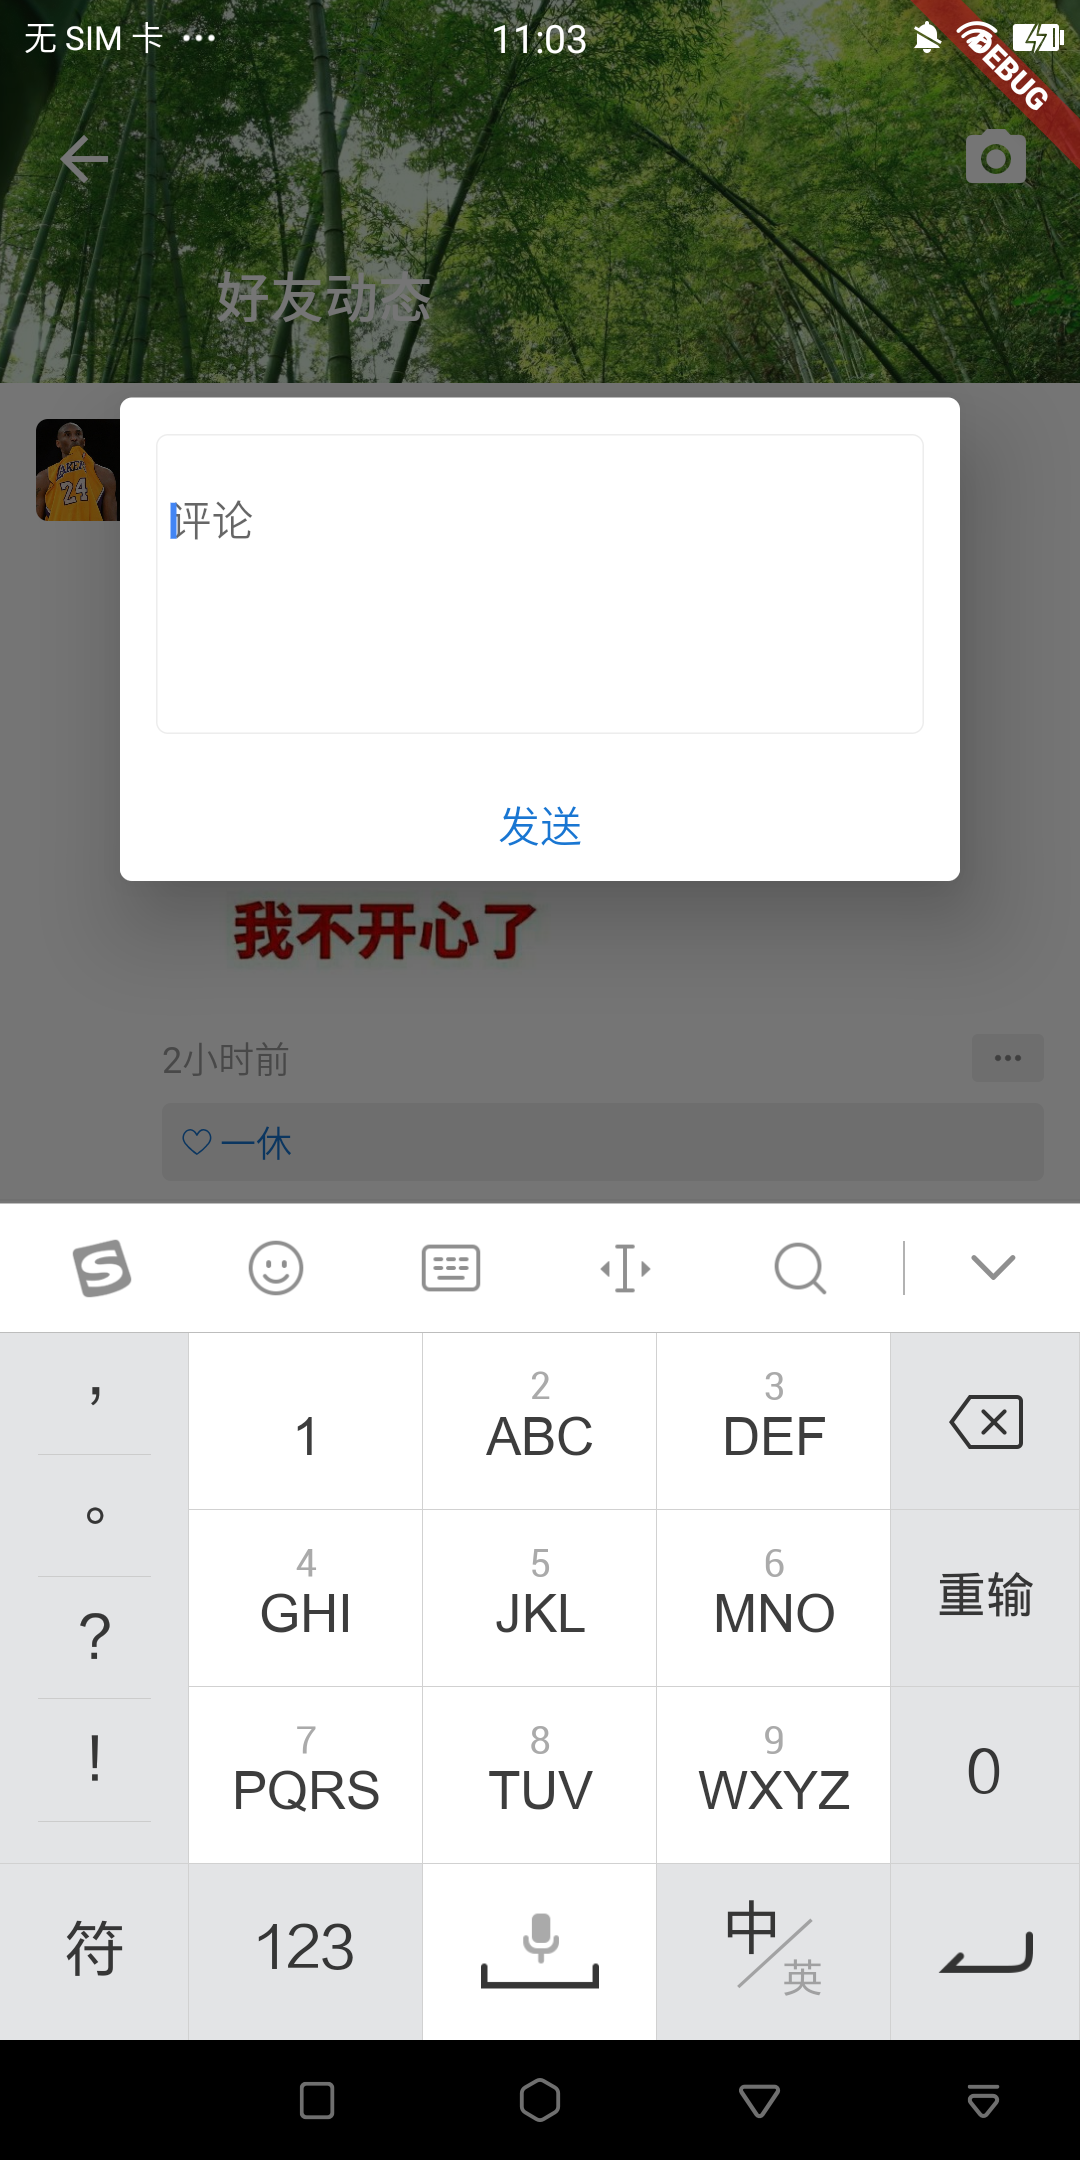 无 SIM 卡 ··· 11:03
DEBUG
好友动态
LAKERS
24
评论
发送
我不开心了
2小时前
···
一休
S
, 1 2 ABC 3 DEF
。 4 GHI 5 JKL 6 MNO 重输
? 7 PQRS 8 TUV 9 WXYZ 0
!
符 123 中/英